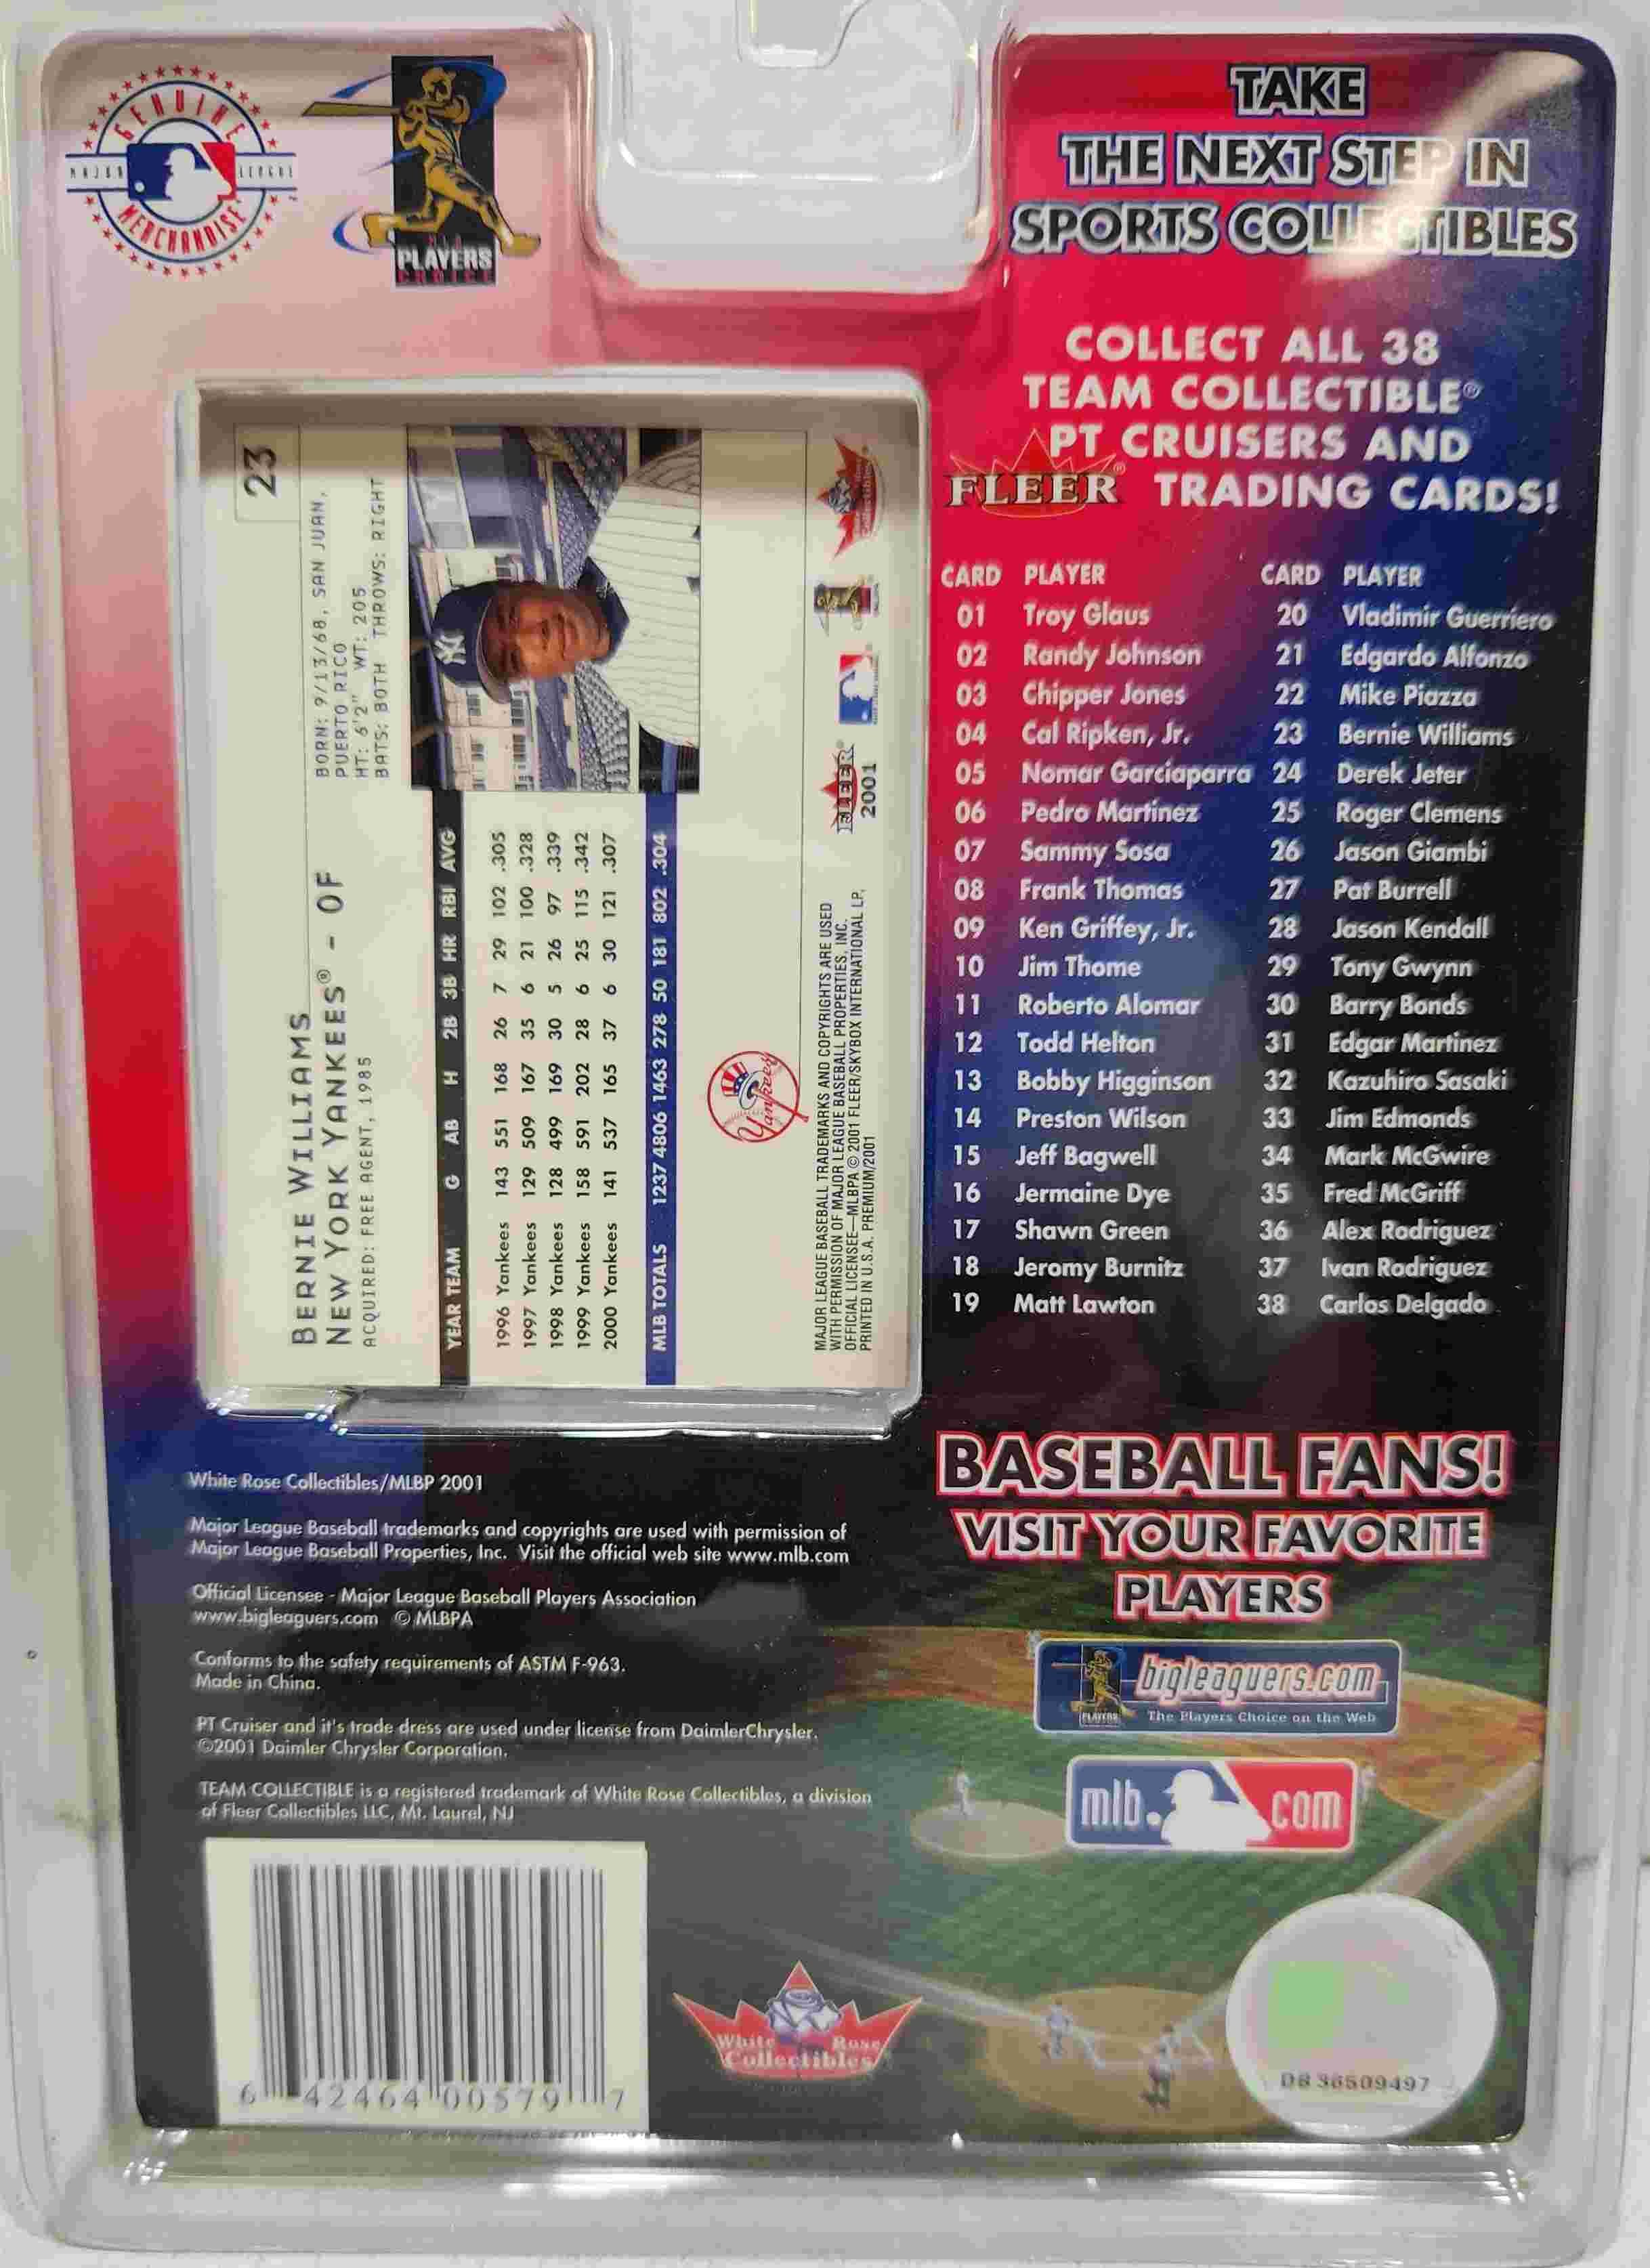 GENUINE
MAJOR LEAGUE
MERCHANDISE
PLAYERS
CHOICE
TAKE
THE NEXT STEP IN
SPORTS COLLECTIBLES
COLLECT ALL 38
TEAM COLLECTIBLE®
PT CRUISERS AND
FLEER® TRADING CARDS!
CARD PLAYER CARD PLAYER
01 Troy Glaus 20 Vladimir Guerriero
02 Randy Johnson 21 Edgardo Alfonzo
03 Chipper Jones 22 Mike Piazza
04 Cal Ripken, Jr. 23 Bernie Williams
05 Nomar Garciaparra 24 Derek Jeter
06 Pedro Martinez 25 Roger Clemens
07 Sammy Sosa 26 Jason Giambi
08 Frank Thomas 27 Pat Burrell
09 Ken Griffey, Jr. 28 Jason Kendall
10 Jim Thome 29 Tony Gwynn
11 Roberto Alomar 30 Barry Bonds
12 Todd Helton 31 Edgar Martinez
13 Bobby Higginson 32 Kazuhiro Sasaki
14 Preston Wilson 33 Jim Edmonds
15 Jeff Bagwell 34 Mark McGwire
16 Jermaine Dye 35 Fred McGriff
17 Shawn Green 36 Alex Rodriguez
18 Jeromy Burnitz 37 Ivan Rodriguez
19 Matt Lawton 38 Carlos Delgado
23
BERNIE WILLIAMS
NEW YORK YANKEES® - OF
ACQUIRED: FREE AGENT, 1985
BORN: 9/13/68, SAN JUAN,
PUERTO RICO
HT: 6'2" WT: 205
BATS: BOTH THROWS: RIGHT
YEAR TEAM G AB H 2B 3B HR RBI AVG
1996 Yankees 143 551 168 26 7 29 102 .305
1997 Yankees 129 509 167 35 6 21 100 .328
1998 Yankees 128 499 169 30 5 26 97 .339
1999 Yankees 158 591 202 28 6 25 115 .342
2000 Yankees 141 537 165 37 6 30 121 .307
MLB TOTALS 1237 4806 1463 278 50 181 802 .304
Yankees
MAJOR LEAGUE BASEBALL TRADEMARKS AND COPYRIGHTS ARE USED
WITH PERMISSION OF MAJOR LEAGUE BASEBALL PROPERTIES, INC.
OFFICIAL LICENSEE—MLBPA © 2001 FLEER/SKYBOX INTERNATIONAL LP.
PRINTED IN U.S.A. PREMIUM/2001
FLEER®
2001
White Rose Collectibles/MLBP 2001
Major League Baseball trademarks and copyrights are used with permission of
Major League Baseball Properties, Inc. Visit the official web site www.mlb.com
Official Licensee - Major League Baseball Players Association
www.bigleaguers.com © MLBPA
Conforms to the safety requirements of ASTM F-963.
Made in China.
PT Cruiser and it's trade dress are used under license from DaimlerChrysler.
©2001 Daimler Chrysler Corporation.
TEAM COLLECTIBLE is a registered trademark of White Rose Collectibles, a division
of Fleer Collectibles LLC, Mt. Laurel, NJ
6 42464 00579 7
White Rose
Collectibles
BASEBALL FANS!
VISIT YOUR FAVORITE
PLAYERS
bigleaguers.com
PLAYERS
The Players Choice on the Web
mlb.com
DB 36509497